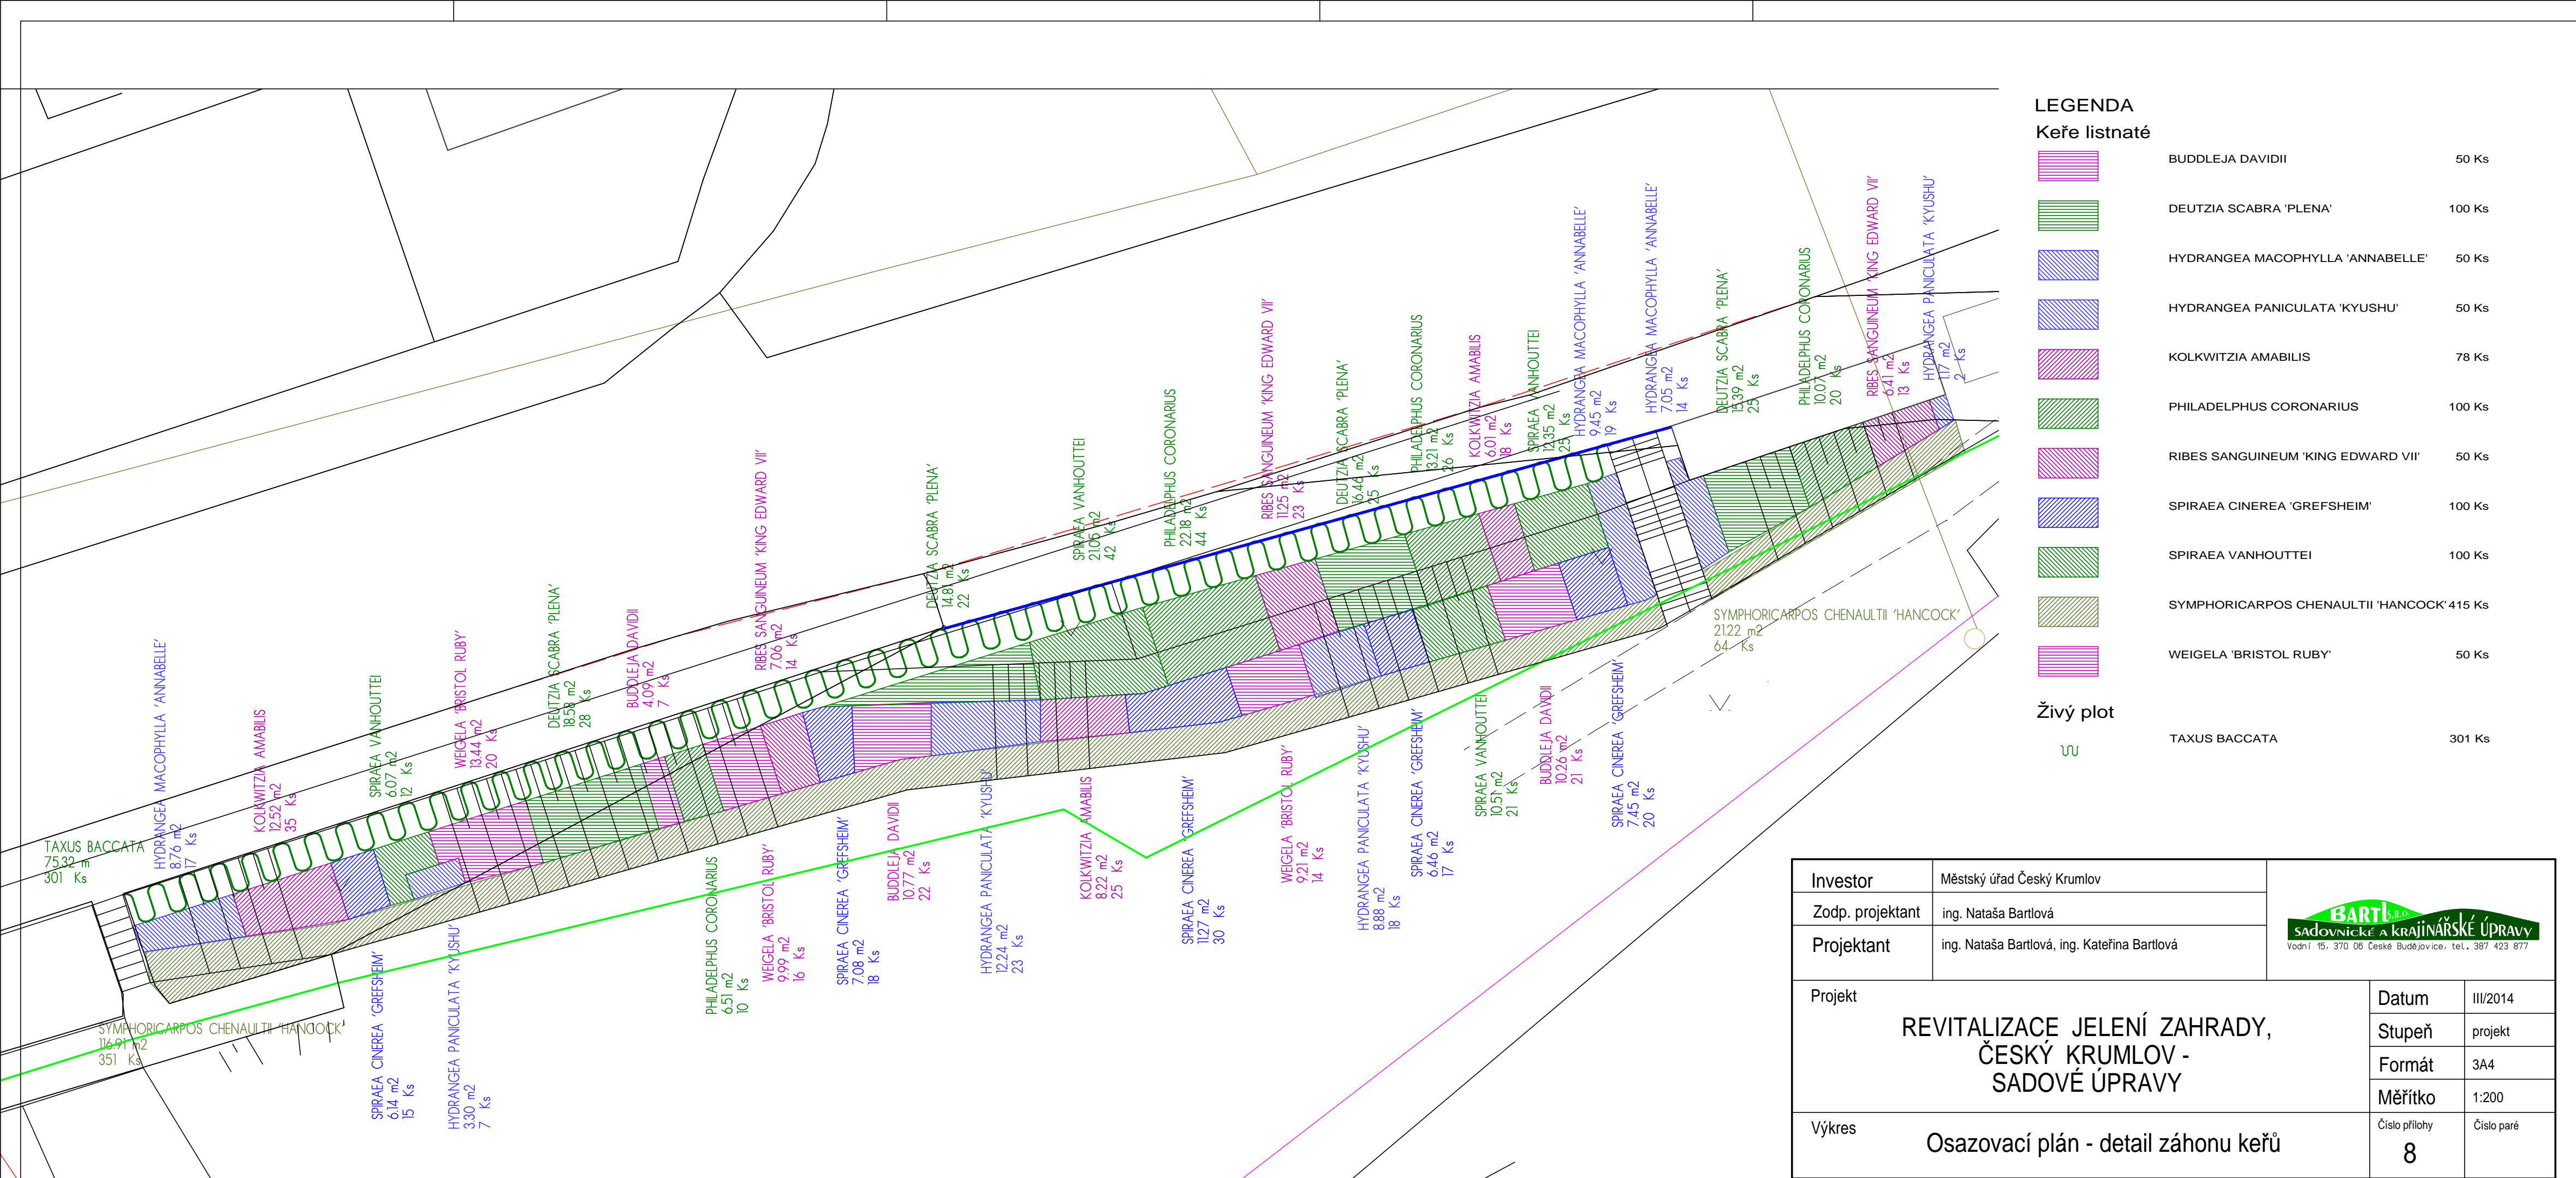 LEGENDA
Keře listnaté
BUDDLEJA DAVIDII 50 Ks
DEUTZIA SCABRA 'PLENA' 100 Ks
HYDRANGEA MACOPHYLLA 'ANNABELLE' 50 Ks
HYDRANGEA PANICULATA 'KYUSHU' 50 Ks
KOLKWITZIA AMABILIS 78 Ks
PHILADELPHUS CORONARIUS 100 Ks
RIBES SANGUINEUM 'KING EDWARD VII' 50 Ks
SPIRAEA CINEREA 'GREFSHEIM' 100 Ks
SPIRAEA VANHOUTTEI 100 Ks
SYMPHORICARPOS CHENAULTII 'HANCOCK' 415 Ks
WEIGELA 'BRISTOL RUBY' 50 Ks
Živý plot
TAXUS BACCATA 301 Ks
TAXUS BACCATA
75.32 m
301 Ks
HYDRANGEA MACOPHYLLA 'ANNABELLE'
8.76 m2
17 Ks
KOLKWITZIA AMABILIS
12.52 m2
35 Ks
SPIRAEA VANHOUTTEI
6.07 m2
12 Ks
WEIGELA 'BRISTOL RUBY'
13.44 m2
20 Ks
DEUTZIA SCABRA 'PLENA'
18.58 m2
28 Ks
BUDDLEJA DAVIDII
4.09 m2
7 Ks
RIBES SANGUINEUM 'KING EDWARD VII'
7.06 m2
14 Ks
DEUTZIA SCABRA 'PLENA'
14.81 m2
22 Ks
SPIRAEA VANHOUTTEI
21.05 m2
42 Ks
PHILADELPHUS CORONARIUS
22.18 m2
44 Ks
RIBES SANGUINEUM 'KING EDWARD VII'
11.25 m2
23 Ks
DEUTZIA SCABRA 'PLENA'
16.46 m2
25 Ks
PHILADELPHUS CORONARIUS
3.21 m2
26 Ks
KOLKWITZIA AMABILIS
6.01 m2
18 Ks
SPIRAEA VANHOUTTEI
12.35 m2
25 Ks
HYDRANGEA MACOPHYLLA 'ANNABELLE'
9.45 m2
19 Ks
HYDRANGEA MACOPHYLLA 'ANNABELLE'
7.05 m2
14 Ks
DEUTZIA SCABRA 'PLENA'
15.39 m2
25 Ks
PHILADELPHUS CORONARIUS
10.07 m2
20 Ks
RIBES SANGUINEUM 'KING EDWARD VII'
6.41 m2
13 Ks
HYDRANGEA PANICULATA 'KYUSHU'
1.17 m2
2 Ks
SYMPHORICARPOS CHENAULTII 'HANCOCK'
116.91 m2
351 Ks
SPIRAEA CINEREA 'GREFSHEIM'
6.14 m2
15 Ks
HYDRANGEA PANICULATA 'KYUSHU'
3.30 m2
7 Ks
PHILADELPHUS CORONARIUS
6.51 m2
10 Ks
WEIGELA 'BRISTOL RUBY'
9.99 m2
16 Ks
SPIRAEA CINEREA 'GREFSHEIM'
7.08 m2
18 Ks
BUDDLEJA DAVIDII
10.77 m2
22 Ks
HYDRANGEA PANICULATA 'KYUSHU'
12.24 m2
23 Ks
KOLKWITZIA AMABILIS
8.22 m2
25 Ks
SPIRAEA CINEREA 'GREFSHEIM'
11.27 m2
30 Ks
WEIGELA 'BRISTOL RUBY'
9.21 m2
14 Ks
HYDRANGEA PANICULATA 'KYUSHU'
8.88 m2
18 Ks
SPIRAEA CINEREA 'GREFSHEIM'
6.46 m2
17 Ks
SPIRAEA VANHOUTTEI
10.51 m2
21 Ks
BUDDLEJA DAVIDII
10.26 m2
21 Ks
SPIRAEA CINEREA 'GREFSHEIM'
7.45 m2
20 Ks
SYMPHORICARPOS CHENAULTII 'HANCOCK'
21.22 m2
64 Ks
Investor Městský úřad Český Krumlov
Zodp. projektant ing. Nataša Bartlová
Projektant ing. Nataša Bartlová, ing. Kateřina Bartlová
BARTL s.r.o.
sadovnické a krajinářské úpravy
Vodní 15, 370 06 České Budějovice, tel. 387 423 877
Projekt
REVITALIZACE JELENÍ ZAHRADY,
ČESKÝ KRUMLOV -
SADOVÉ ÚPRAVY
Datum III/2014
Stupeň projekt
Formát 3A4
Měřítko 1:200
Výkres
Osazovací plán - detail záhonu keřů
Číslo přílohy
8
Číslo paré